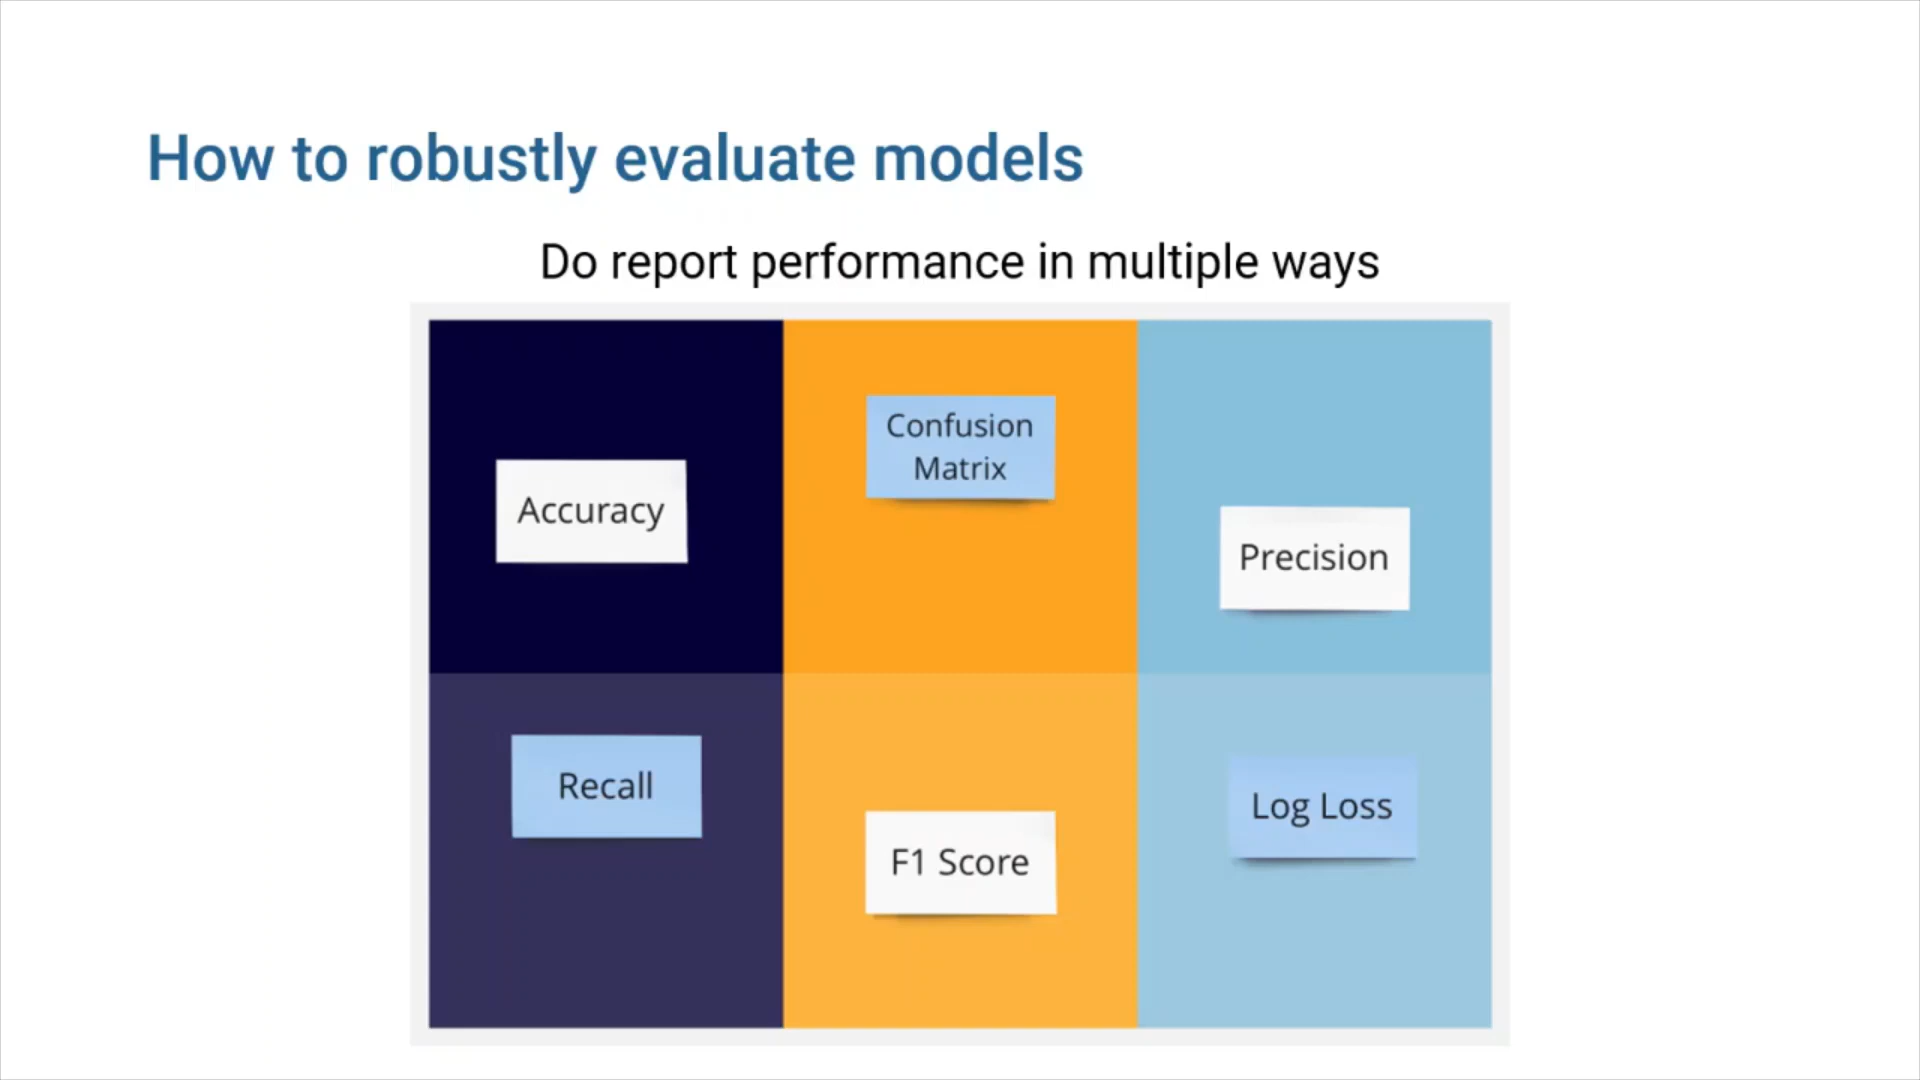 How to robustly evaluate models
Do report performance in multiple ways
Accuracy
Confusion
Matrix
Precision
Recall
F1 Score
Log Loss